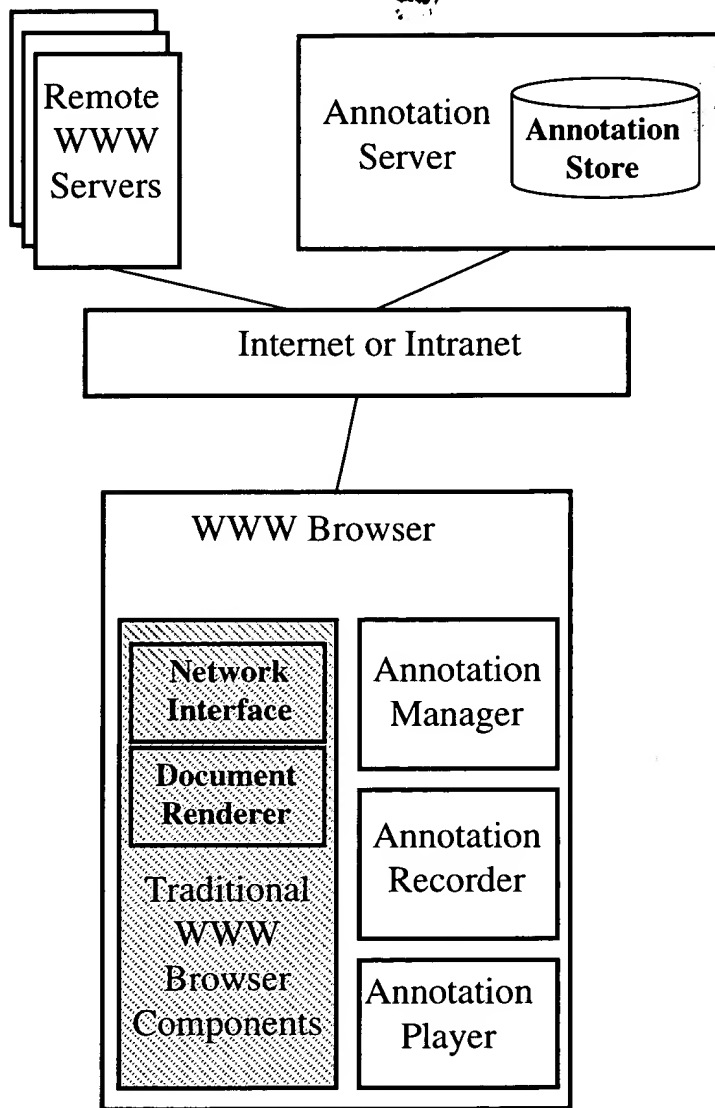 Remote
WWW
Servers
Annotation
Server
Annotation
Store
Internet or Intranet
WWW Browser
Network
Interface
Document
Renderer
Traditional
WWW
Browser
Components
Annotation
Manager
Annotation
Recorder
Annotation
Player